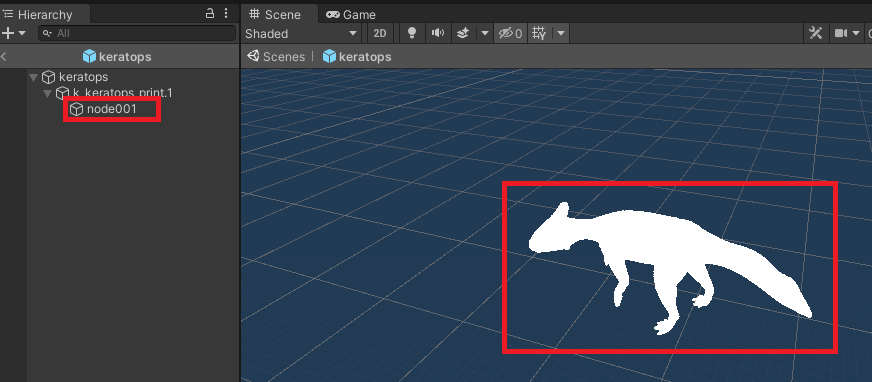 Hierarchy
Scene
Game
All
Shaded
2D
0
keratops
Scenes
keratops
keratops
k_keratops_print.1
node001